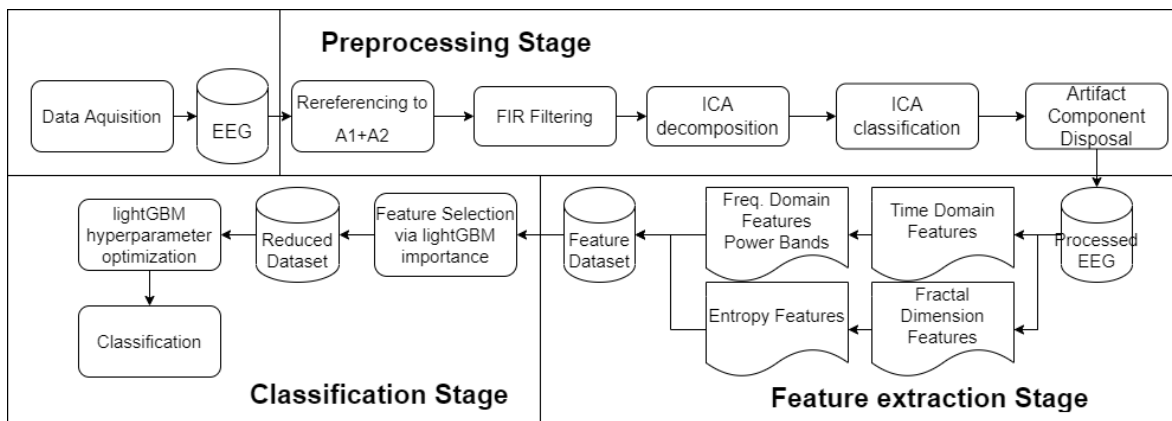 Preprocessing Stage
Data Aquisition
EEG
Rereferencing to
A1+A2
FIR Filtering
ICA
decomposition
ICA
classification
Artifact
Component
Disposal
Processed
EEG
Time Domain
Features
Freq. Domain
Features
Power Bands
Fractal
Dimension
Features
Entropy Features
Feature
Dataset
Feature extraction Stage
Feature Selection
via lightGBM
importance
Reduced
Dataset
lightGBM
hyperparameter
optimization
Classification
Classification Stage